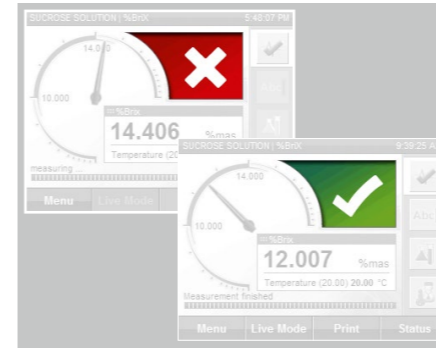 SUCROSE SOLUTION | %BriX 5:48:07 PM
14.000
10.000
%Brix
14.406 %mas
Temperature (20
measuring ...
Menu Live Mode
SUCROSE SOLUTION | %BriX 9:39:25 A
14.000
10.000
%Brix
12.007 %mas
Temperature (20.00) 20.00 °C
Measurement finished
Menu Live Mode Print Status
Abc